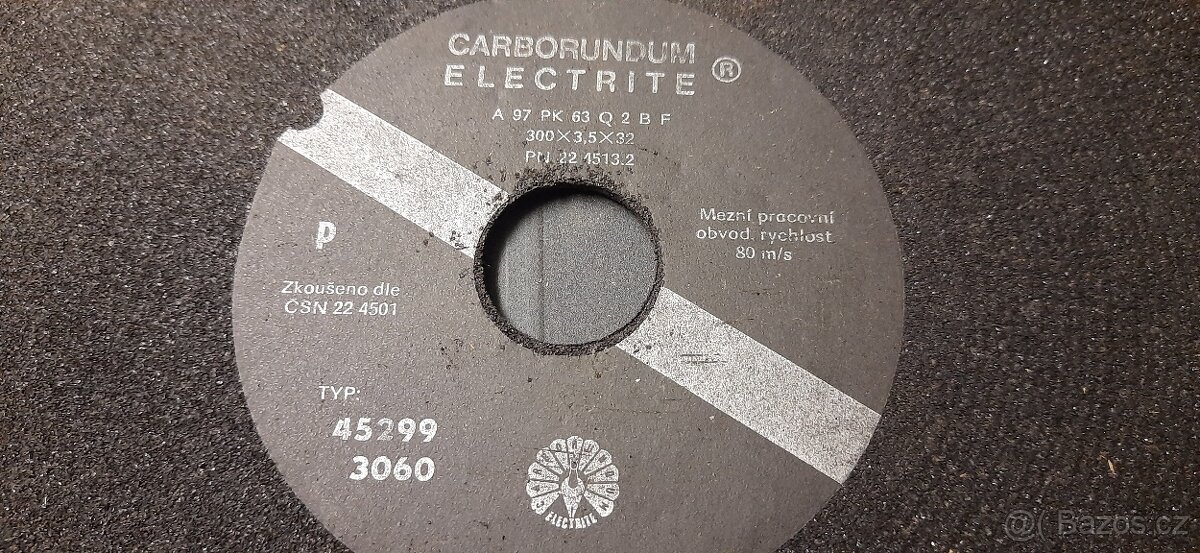 CARBORUNDUM
ELECTRITE ®
A 97 PK 63 Q 2 B F
300×3,5×32
PN 22 4513.2
Mezní pracovní
obvod. rychlost
80 m/s
P
Zkoušeno dle
ČSN 22 4501
TYP:
45299
3060
CARBORUNDUM
ELECTRITE
Bazos.cz